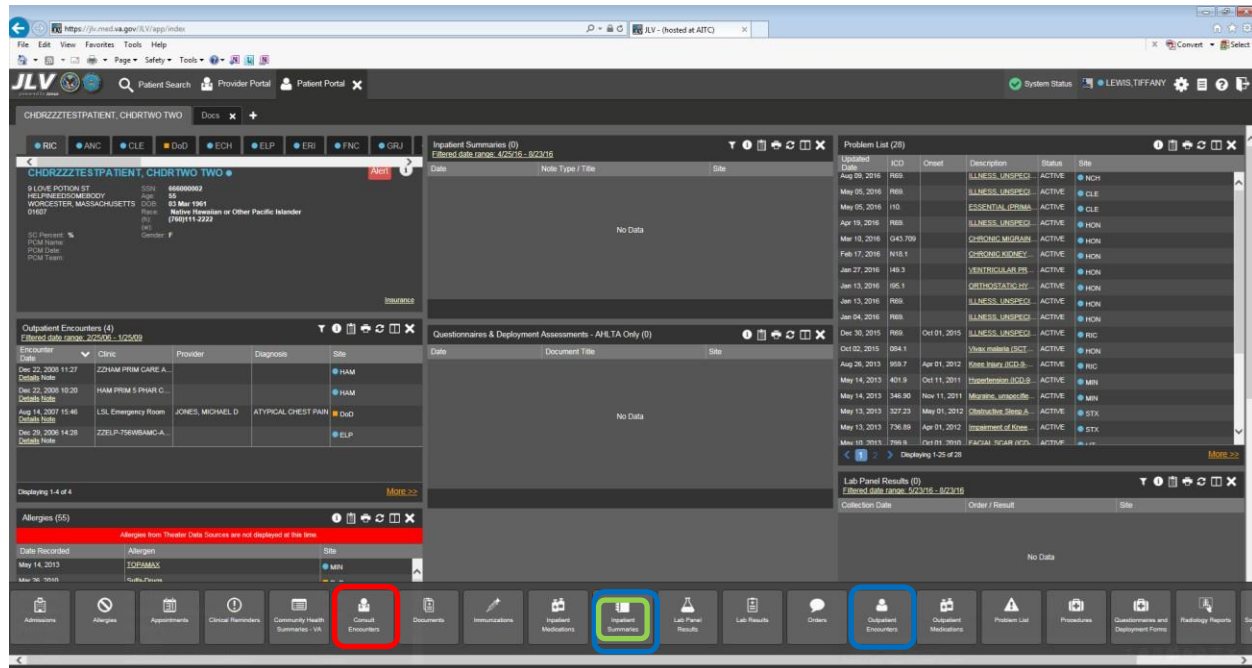 https://jlv.med.va.gov/JLV/app/index
JLV - (hosted at AITC)
File Edit View Favorites Tools Help
Convert Select
Page Safety Tools
JLV Patient Search Provider Portal Patient Portal
System Status LEWIS,TIFFANY
CHDRZZZTESTPATIENT, CHDRTWO TWO Docs
RIC ANC CLE DoD ECH ELP ERI FNC GRJ
CHDRZZZTESTPATIENT, CHDRTWO TWO Alert
9 LOVE POTION ST SSN: 666000002
HELPINEEDSOMEBODY Age: 55
WORCESTER, MASSACHUSETTS DOB: 03 Mar 1961
01607 Race: Native Hawaiian or Other Pacific Islander
(h): (760)111-2222
(w):
SC Percent: % Gender: F
PCM Name:
PCM Date:
PCM Team:
Insurance
Outpatient Encounters (4)
Filtered date range: 2/25/06 - 1/25/09
Encounter Date Clinic Provider Diagnosis Site
Dec 22, 2008 11:27 ZZHAM PRIM CARE A... HAM
Details Note
Dec 22, 2008 10:20 HAM PRIM 5 PHAR C... HAM
Details Note
Aug 14, 2007 15:46 LSL Emergency Room JONES, MICHAEL D ATYPICAL CHEST PAIN DoD
Details Note
Dec 29, 2006 14:28 ZZELP-756WBAMC-A... ELP
Details Note
Displaying 1-4 of 4 More >>
Allergies (55)
Allergies from Theater Data Sources are not displayed at this time.
Date Recorded Allergen Site
May 14, 2013 TOPAMAX MIN
Mar 26, 2010 Sulfa-Drugs
Inpatient Summaries (0)
Filtered date range: 4/25/16 - 8/23/16
Date Note Type / Title Site
No Data
Questionnaires & Deployment Assessments - AHLTA Only (0)
Date Document Title Site
No Data
Problem List (28)
Updated Date ICD Onset Description Status Site
Aug 09, 2016 R69. ILLNESS, UNSPECI... ACTIVE NCH
May 05, 2016 R69. ILLNESS, UNSPECI... ACTIVE CLE
May 05, 2016 I10. ESSENTIAL (PRIMA... ACTIVE CLE
Apr 19, 2016 R69. ILLNESS, UNSPECI... ACTIVE HON
Mar 10, 2016 G43.709 CHRONIC MIGRAIN... ACTIVE HON
Feb 17, 2016 N18.1 CHRONIC KIDNEY... ACTIVE HON
Jan 27, 2016 I49.3 VENTRICULAR PR... ACTIVE HON
Jan 13, 2016 I95.1 ORTHOSTATIC HY... ACTIVE HON
Jan 13, 2016 R69. ILLNESS, UNSPECI... ACTIVE HON
Jan 04, 2016 R69. ILLNESS, UNSPECI... ACTIVE HON
Dec 30, 2015 R69. Oct 01, 2015 ILLNESS, UNSPECI... ACTIVE RIC
Oct 02, 2015 084.1 Vivax malaria (SCT... ACTIVE HON
Aug 26, 2013 959.7 Apr 01, 2012 Knee Injury (ICD-9-... ACTIVE RIC
May 14, 2013 401.9 Oct 11, 2011 Hypertension (ICD-9... ACTIVE MIN
May 14, 2013 346.90 Nov 11, 2011 Migraine, unspecifie... ACTIVE MIN
May 13, 2013 327.23 May 01, 2012 Obstructive Sleep A... ACTIVE STX
May 13, 2013 736.89 Apr 01, 2012 Impairment of Knee... ACTIVE STX
May 10, 2013 799.9 Oct 01, 2010 FACIAL SCAR (ICD-... ACTIVE
1 2 Displaying 1-25 of 28 More >>
Lab Panel Results (0)
Filtered date range: 5/23/16 - 8/23/16
Collection Date Order / Result Site
No Data
Admissions
Allergies
Appointments
Clinical Reminders
Community Health
Summaries - VA
Consult
Encounters
Documents
Immunizations
Inpatient
Medications
Inpatient
Summaries
Lab Panel
Results
Lab Results
Orders
Outpatient
Encounters
Outpatient
Medications
Problem List
Procedures
Questionnaires and
Deployment Forms
Radiology Reports